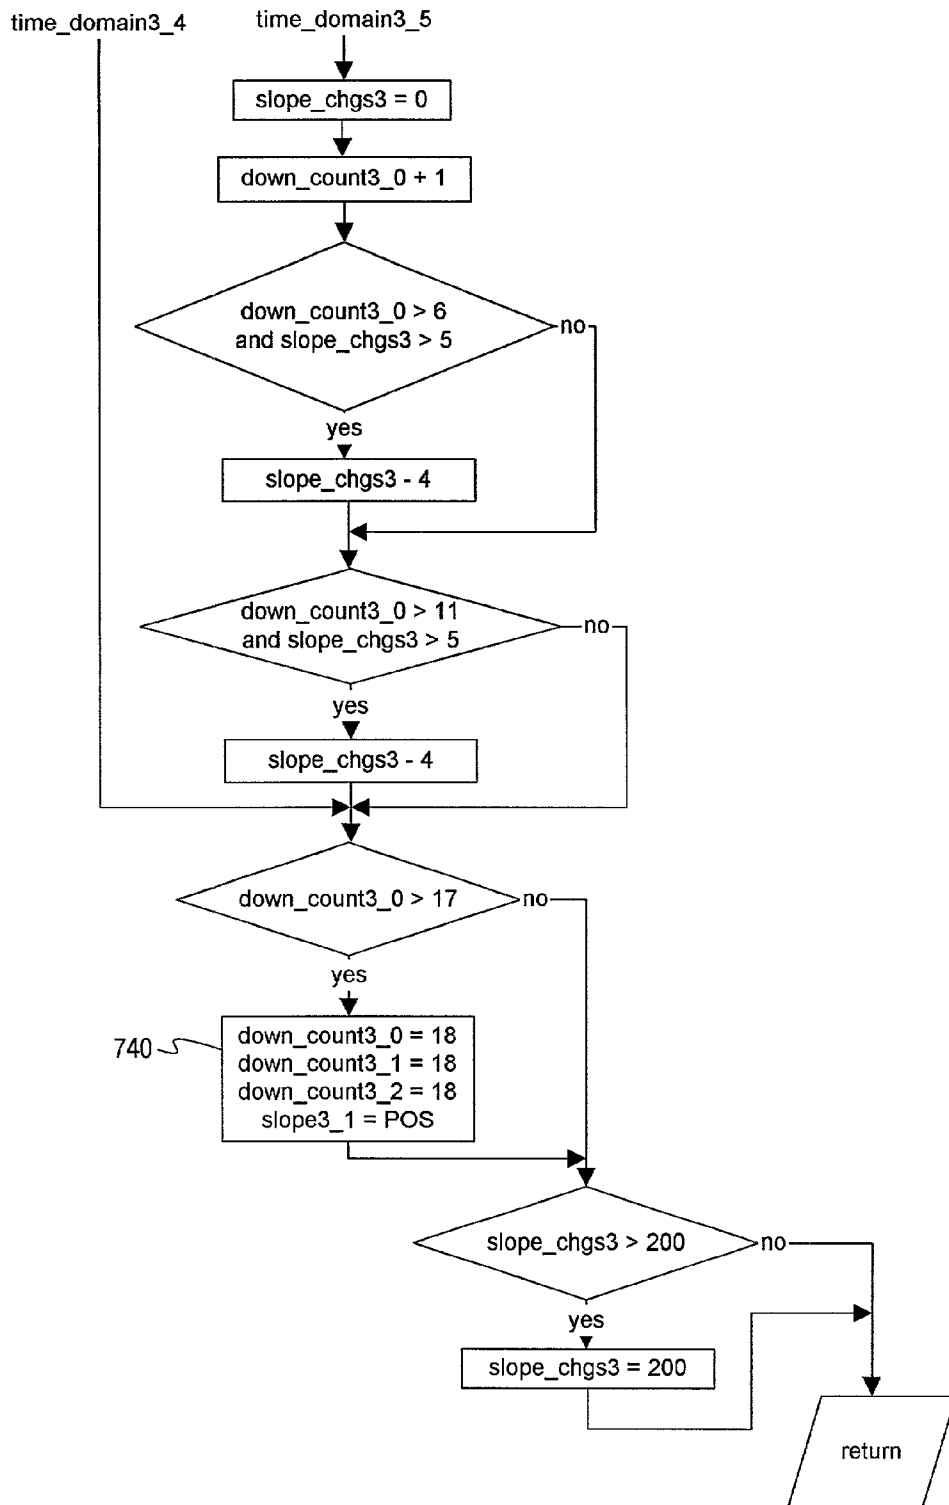 time_domain3_4
time_domain3_5
slope_chgs3 = 0
down_count3_0 + 1
down_count3_0 > 6
and slope_chgs3 > 5
no
yes
slope_chgs3 - 4
down_count3_0 > 11
and slope_chgs3 > 5
no
yes
slope_chgs3 - 4
down_count3_0 > 17
no
yes
740
down_count3_0 = 18
down_count3_1 = 18
down_count3_2 = 18
slope3_1 = POS
slope_chgs3 > 200
no
yes
slope_chgs3 = 200
return